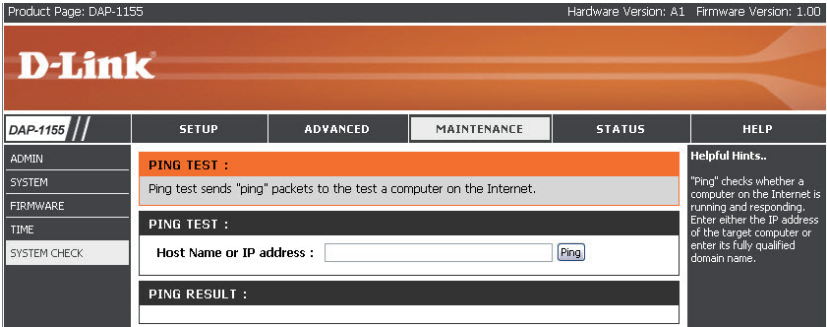 Product Page: DAP-1155
Hardware Version: A1 Firmware Version: 1.00
D-Link
DAP-1155
SETUP
ADVANCED
MAINTENANCE
STATUS
HELP
ADMIN
SYSTEM
FIRMWARE
TIME
SYSTEM CHECK
PING TEST :
Ping test sends "ping" packets to the test a computer on the Internet.
PING TEST :
Host Name or IP address :
Ping
PING RESULT :
Helpful Hints..
"Ping" checks whether a
computer on the Internet is
running and responding.
Enter either the IP address
of the target computer or
enter its fully qualified
domain name.